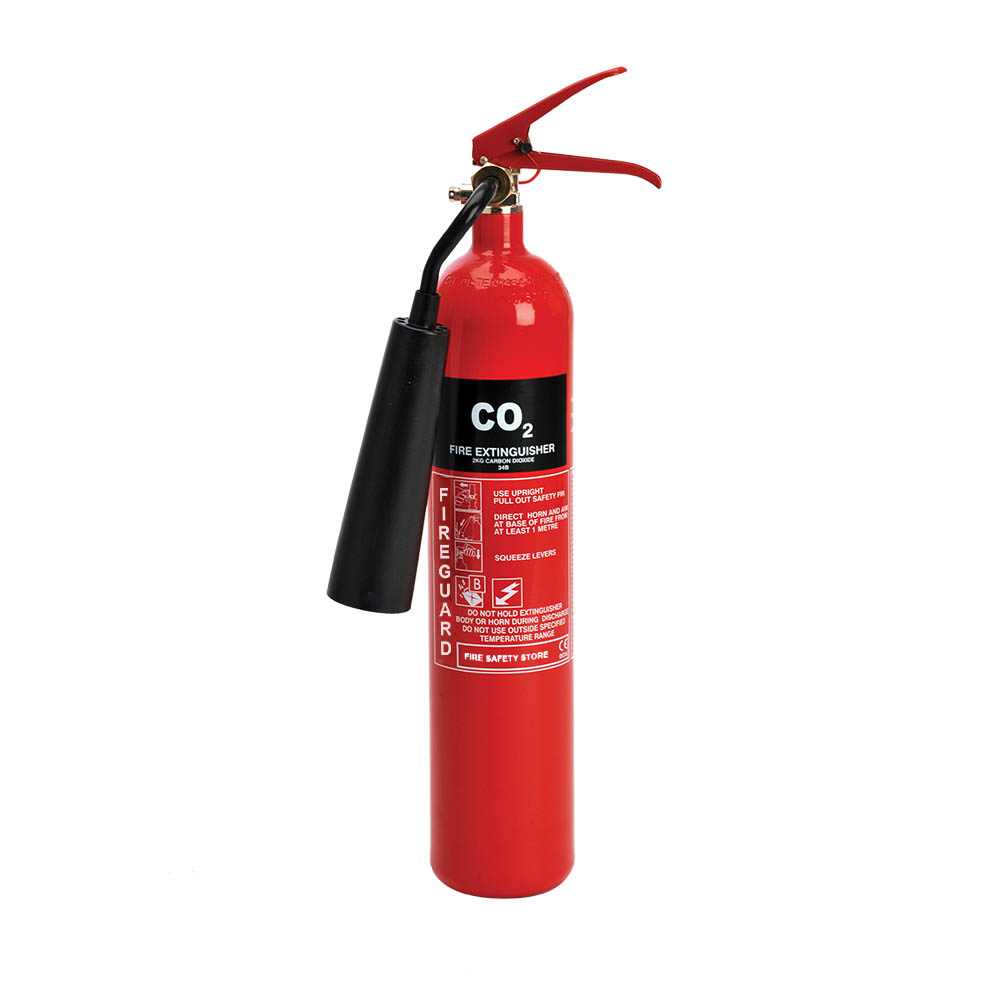 CO2
FIRE EXTINGUISHER
2KG CARBON DIOXIDE
34B
FIREGUARD
USE UPRIGHT
PULL OUT SAFETY PIN
DIRECT HORN AND AIM
AT BASE OF FIRE FROM
AT LEAST 1 METRE
SQUEEZE LEVERS
B
DO NOT HOLD EXTINGUISHER
BODY OR HORN DURING DISCHARGE
DO NOT USE OUTSIDE SPECIFIED
TEMPERATURE RANGE
FIRE SAFETY STORE
CE